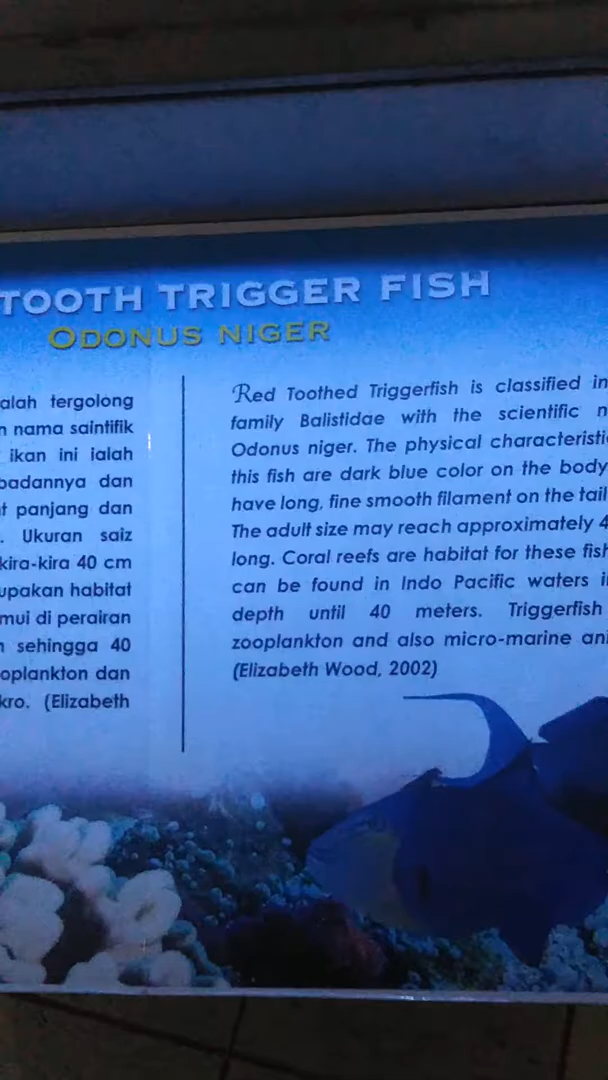 TOOTH TRIGGER FISH
ODONUS NIGER
alah tergolong
nama saintifik
ikan ini ialah
badannya dan
panjang dan
. Ukuran saiz
kira-kira 40 cm
upakan habitat
mui di perairan
sehingga 40
oplankton dan
kro. (Elizabeth
Red Toothed Triggerfish is classified in
family Balistidae with the scientific n
Odonus niger. The physical characteristi
this fish are dark blue color on the body
have long, fine smooth filament on the tail
The adult size may reach approximately 4
long. Coral reefs are habitat for these fish
can be found in Indo Pacific waters i
depth until 40 meters. Triggerfish
zooplankton and also micro-marine ani
(Elizabeth Wood, 2002)